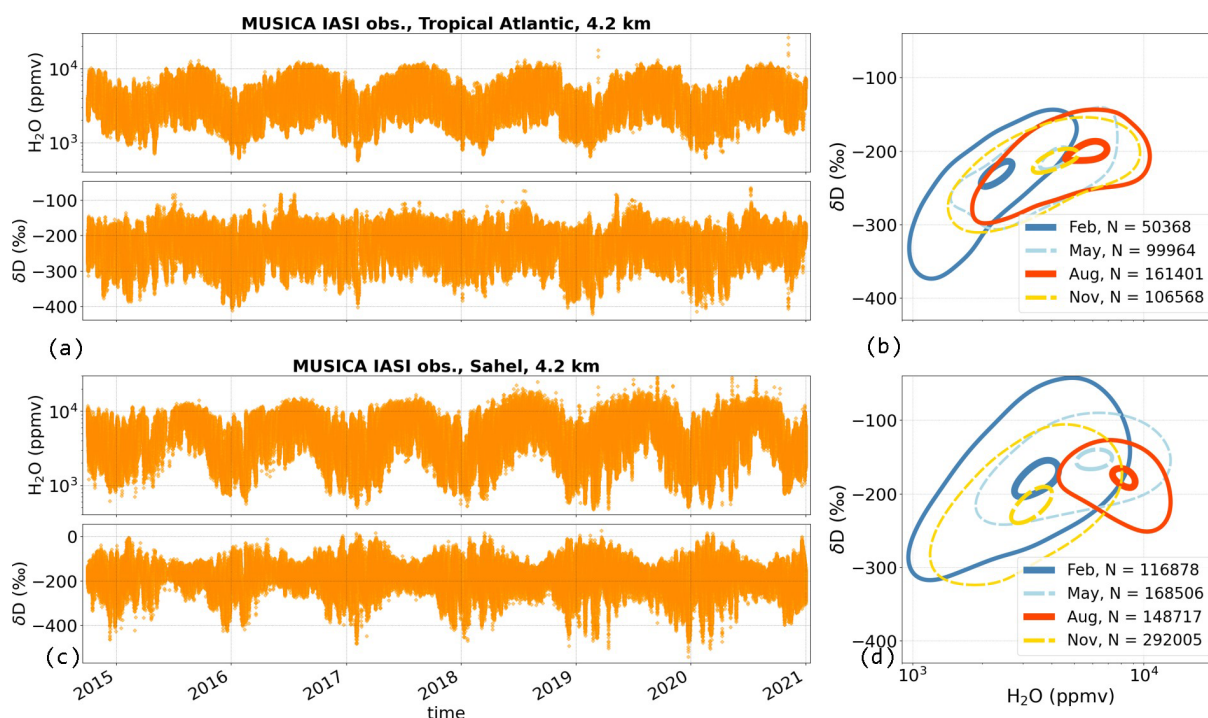 MUSICA IASI obs., Tropical Atlantic, 4.2 km
H₂O (ppmv)
10⁴
10³
δD (‰)
−100
−200
−300
−400
(a)
−100
−200
−300
−400
δD (‰)
Feb, N = 50368
May, N = 99964
Aug, N = 161401
Nov, N = 106568
(b)
MUSICA IASI obs., Sahel, 4.2 km
H₂O (ppmv)
10⁴
10³
δD (‰)
0
−200
−400
(c)
2015
2016
2017
2018
2019
2020
2021
time
−100
−200
−300
−400
δD (‰)
Feb, N = 116878
May, N = 168506
Aug, N = 148717
Nov, N = 292005
(d)
10³
10⁴
H₂O (ppmv)